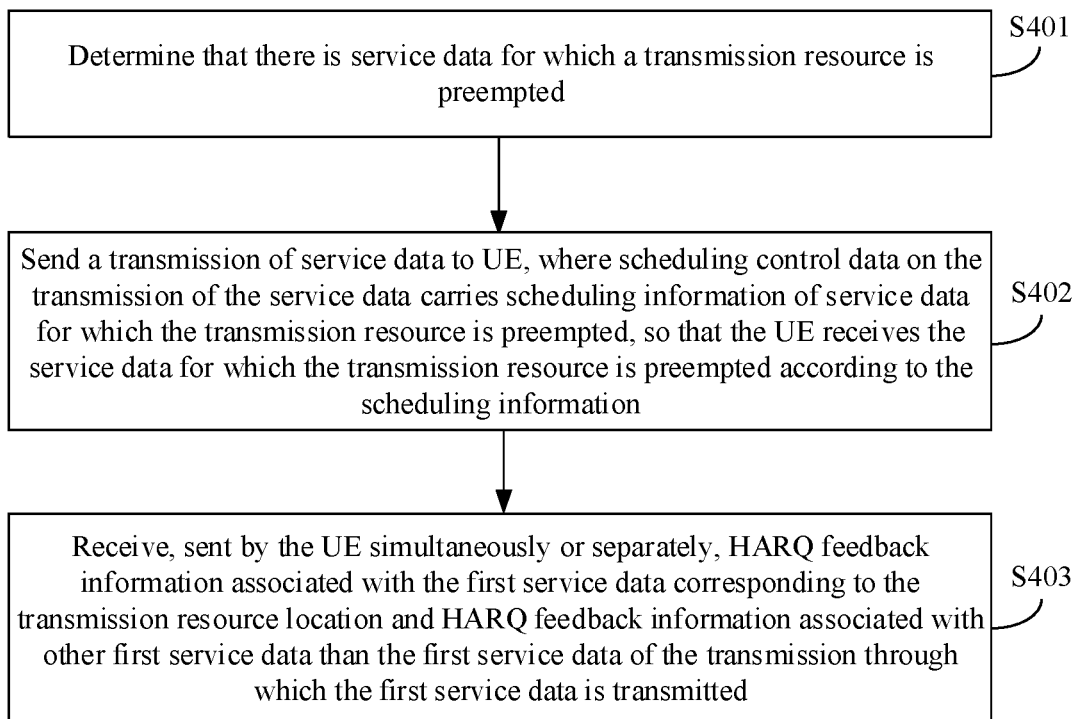 S401
Determine that there is service data for which a transmission resource is
preempted
Send a transmission of service data to UE, where scheduling control data on the
transmission of the service data carries scheduling information of service data
for which the transmission resource is preempted, so that the UE receives the
service data for which the transmission resource is preempted according to the
scheduling information
S402
Receive, sent by the UE simultaneously or separately, HARQ feedback
information associated with the first service data corresponding to the
transmission resource location and HARQ feedback information associated with
other first service data than the first service data of the transmission through
which the first service data is transmitted
S403